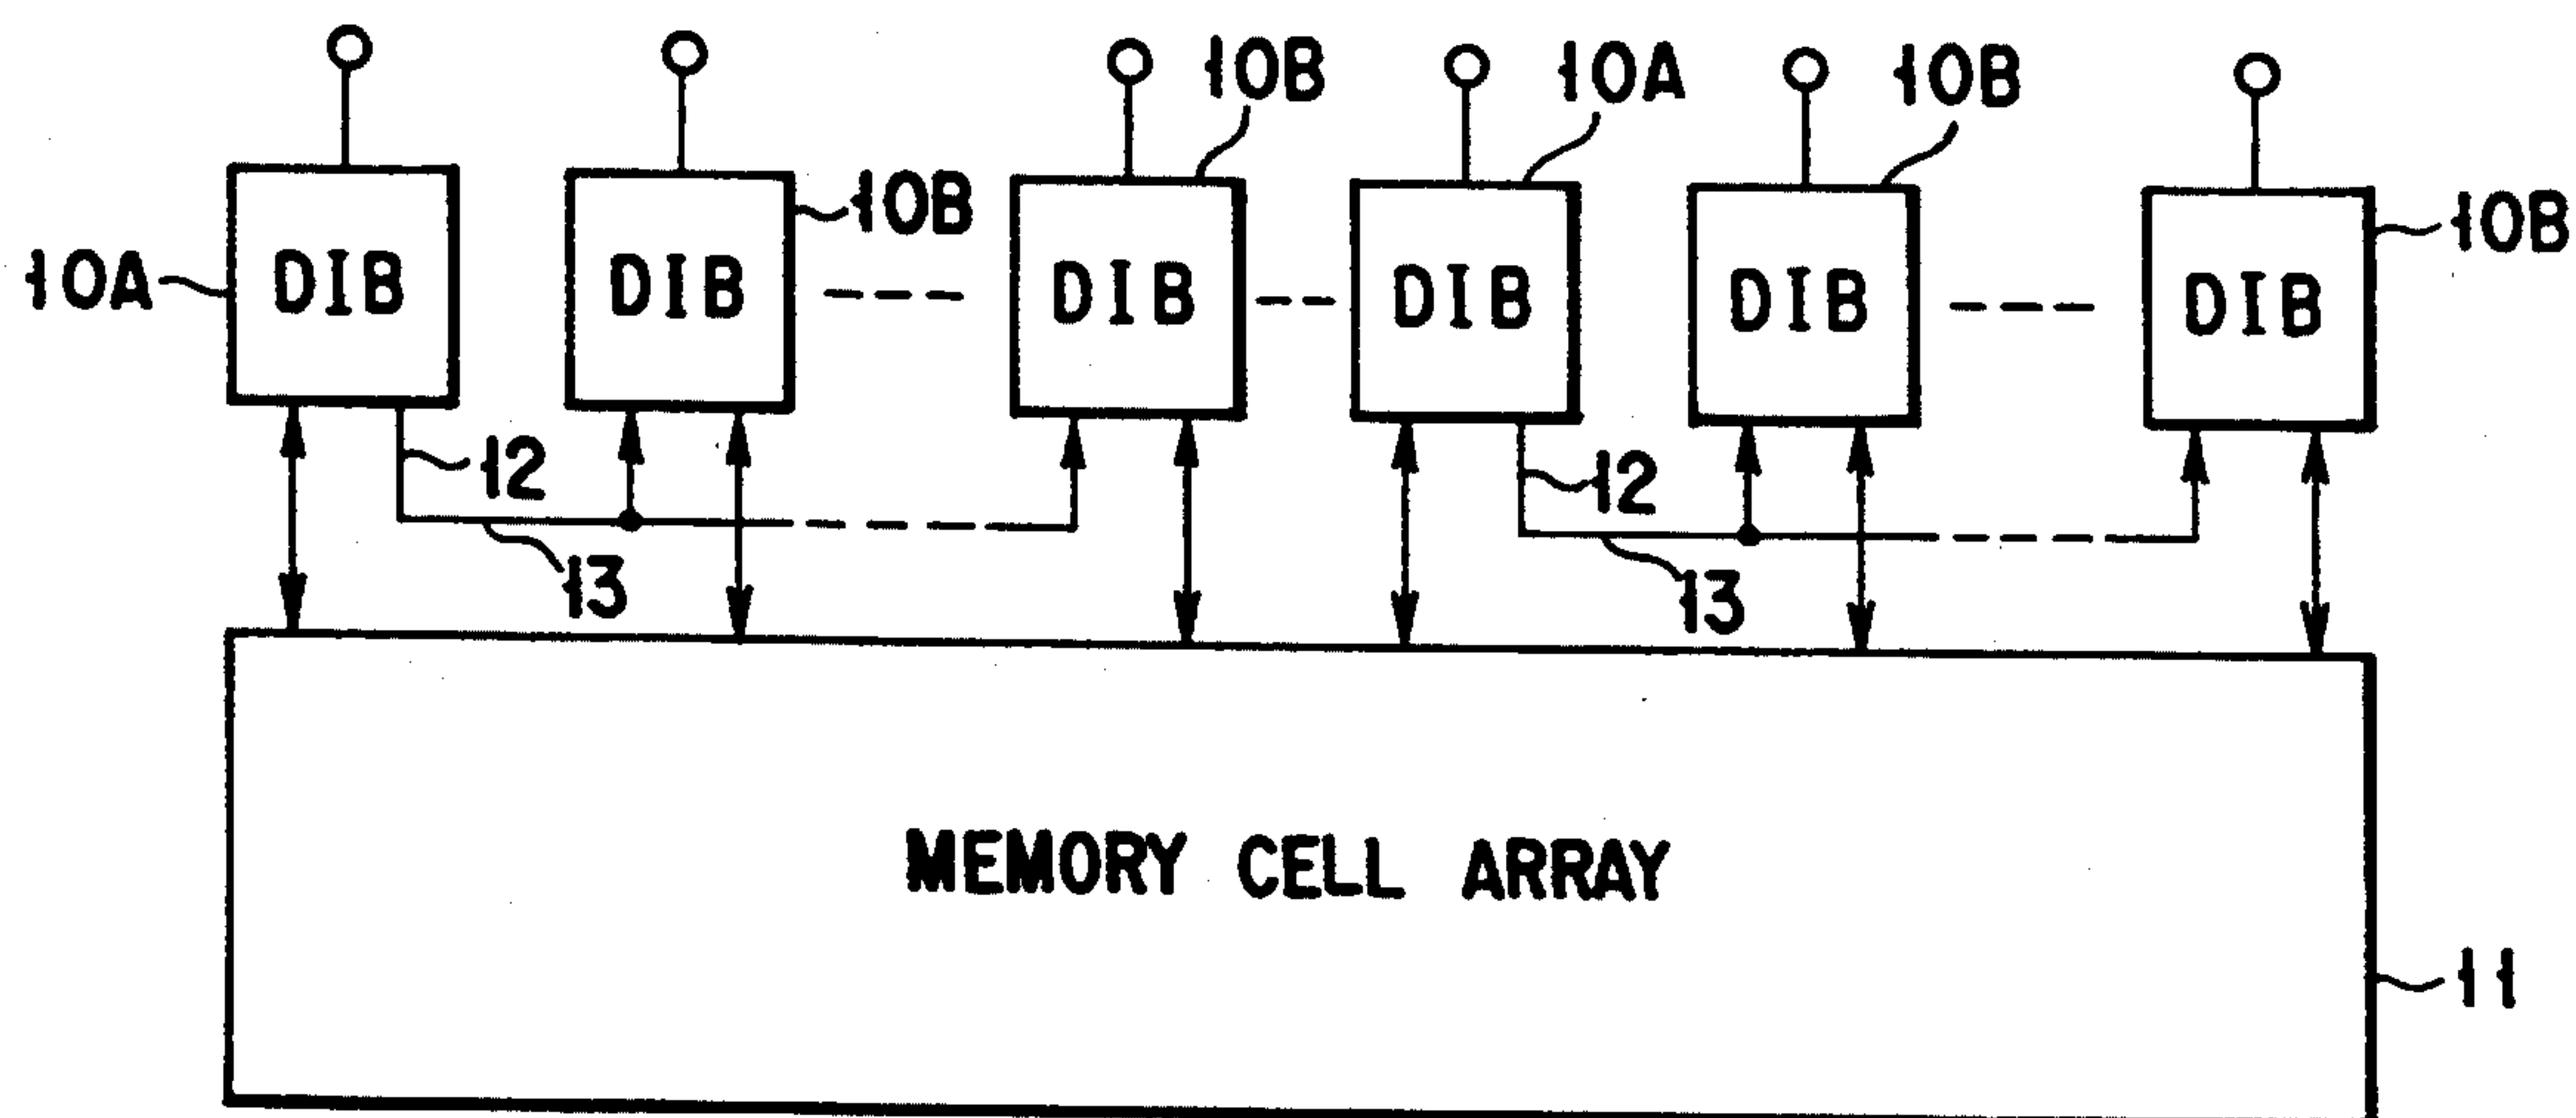 10B 10A 10B
10B 10B
10A DIB DIB DIB DIB DIB DIB
12 12
13 13
MEMORY CELL ARRAY
11